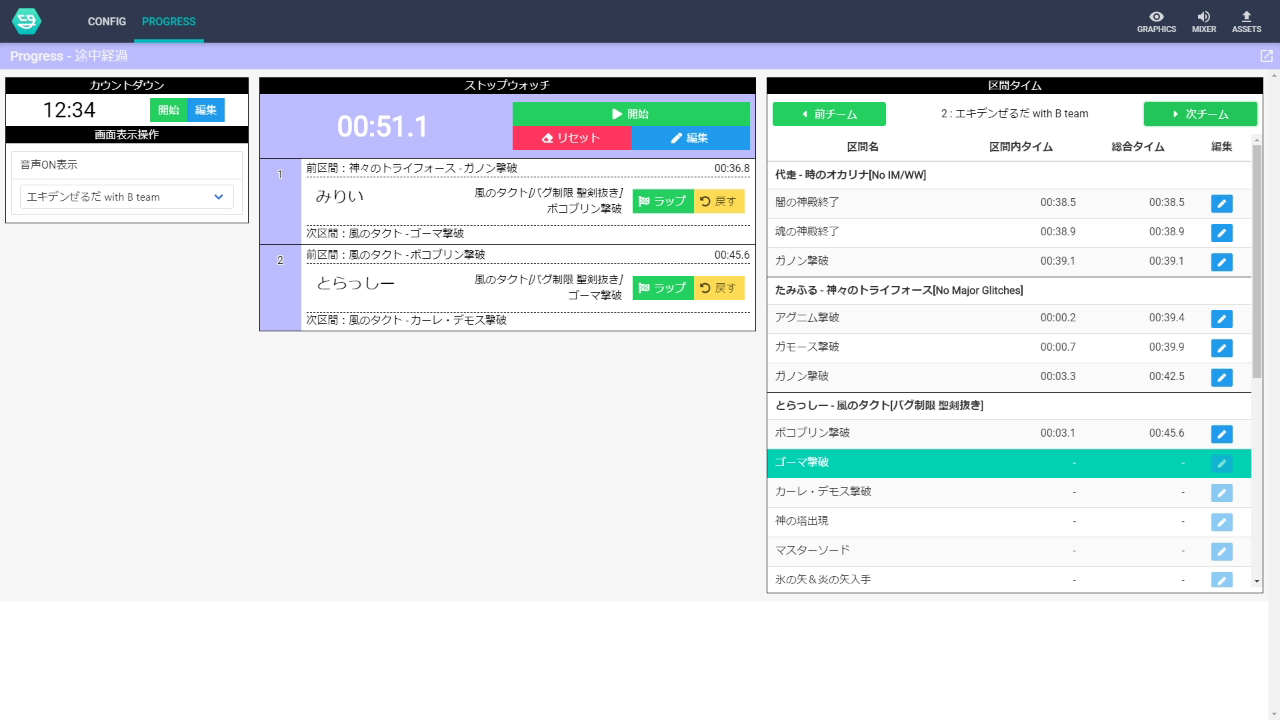 CONFIG
PROGRESS
GRAPHICS
MIXER
ASSETS
Progress - 途中経過
カウントダウン
12:34
開始
編集
画面表示操作
音声ON表示
エキデンぜるだ with B team
ストップウォッチ
00:51.1
開始
リセット
編集
1
前区間：神々のトライフォース - ガノン撃破
00:36.8
みりい
風のタクト[バグ制限 聖剣抜き]
ボコブリン撃破
ラップ
戻す
次区間：風のタクト - ゴーマ撃破
2
前区間：風のタクト - ボコブリン撃破
00:45.6
とらっしー
風のタクト[バグ制限 聖剣抜き]
ゴーマ撃破
ラップ
戻す
次区間：風のタクト - カーレ・デモス撃破
区間タイム
前チーム
2 : エキデンぜるだ with B team
次チーム
区間名 区間内タイム 総合タイム 編集
代走 - 時のオカリナ[No IM/WW]
闇の神殿終了 00:38.5 00:38.5
魂の神殿終了 00:38.9 00:38.9
ガノン撃破 00:39.1 00:39.1
たみふる - 神々のトライフォース[No Major Glitches]
アグニム撃破 00:00.2 00:39.4
ガモース撃破 00:00.7 00:39.9
ガノン撃破 00:03.3 00:42.5
とらっしー - 風のタクト[バグ制限 聖剣抜き]
ボコブリン撃破 00:03.1 00:45.6
ゴーマ撃破 - -
カーレ・デモス撃破 - -
神の塔出現 - -
マスターソード - -
氷の矢＆炎の矢入手 - -